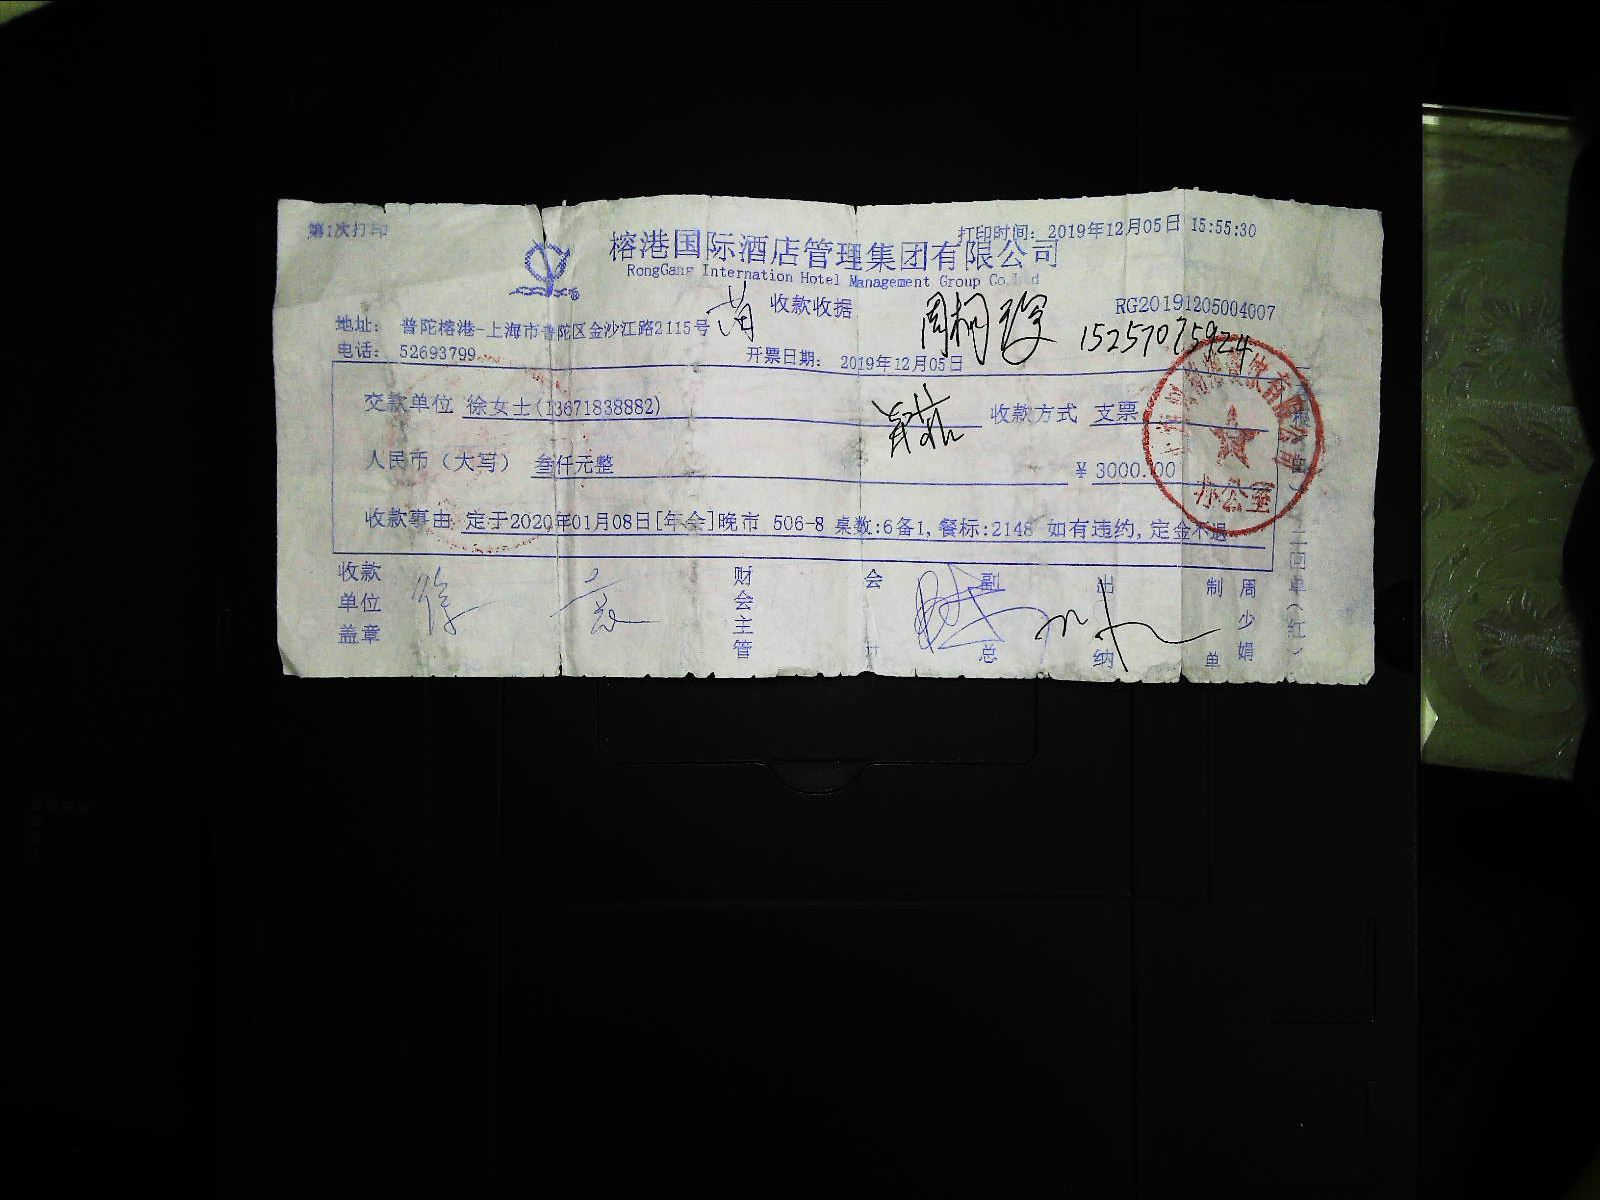 第1次打印
打印时间: 2019年12月05日 15:55:30
榕港国际酒店管理集团有限公司
RongGang Internation Hotel Management Group Co.
收款收据
RG20191205004007
地址: 普陀榕港-上海市普陀区金沙江路2115号
电话: 52693799
开票日期: 2019年12月05日
15257075924
交款单位 徐女士(13671838882)
收款方式 支票
人民币（大写） 叁仟元整
¥ 3000.00
收款事由 定于2020年01月08日[年会]晚市 506-8 桌数:6备1,餐标:2148 如有违约,定金不退
收款单位盖章
财会主管
会计
副总
出纳
制单
周少娟
办公室